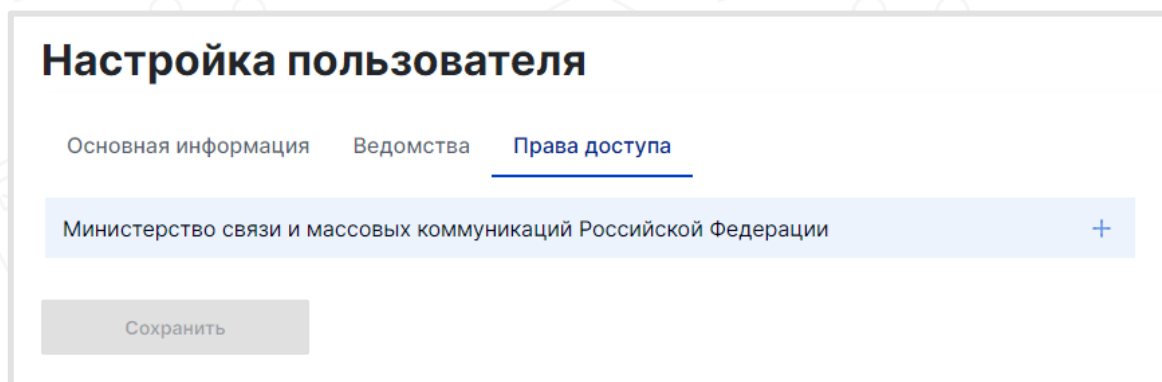 Настройка пользователя
Основная информация Ведомства Права доступа
Министерство связи и массовых коммуникаций Российской Федерации +
Сохранить